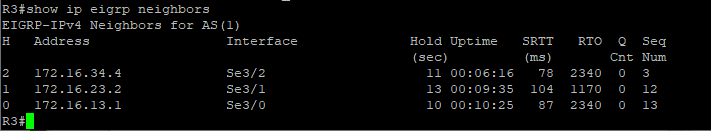 R3#show ip eigrp neighbors
EIGRP-IPv4 Neighbors for AS(1)
H   Address                 Interface              Hold Uptime   SRTT   RTO  Q  Seq
                                                   (sec)         (ms)       Cnt Num
2   172.16.34.4             Se3/2                    11 00:06:16   78  2340  0  3
1   172.16.23.2             Se3/1                    13 00:09:35  104  1170  0  12
0   172.16.13.1             Se3/0                    10 00:10:25   87  2340  0  13
R3#